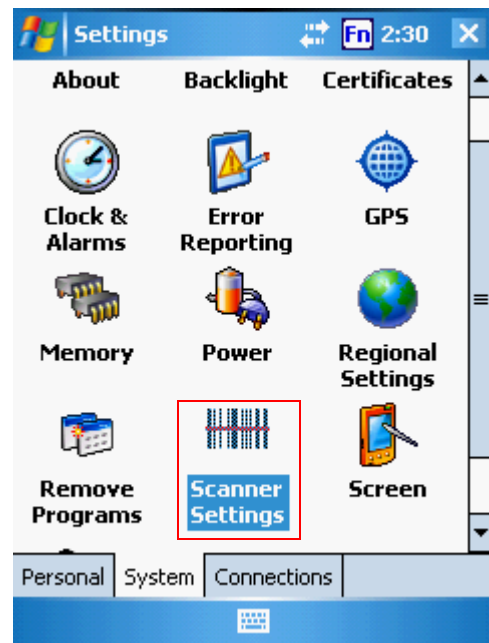 Settings Fn 2:30
About Backlight Certificates
Clock & Alarms
Error Reporting
GPS
Memory
Power
Regional Settings
Remove Programs
Scanner Settings
Screen
Personal System Connections